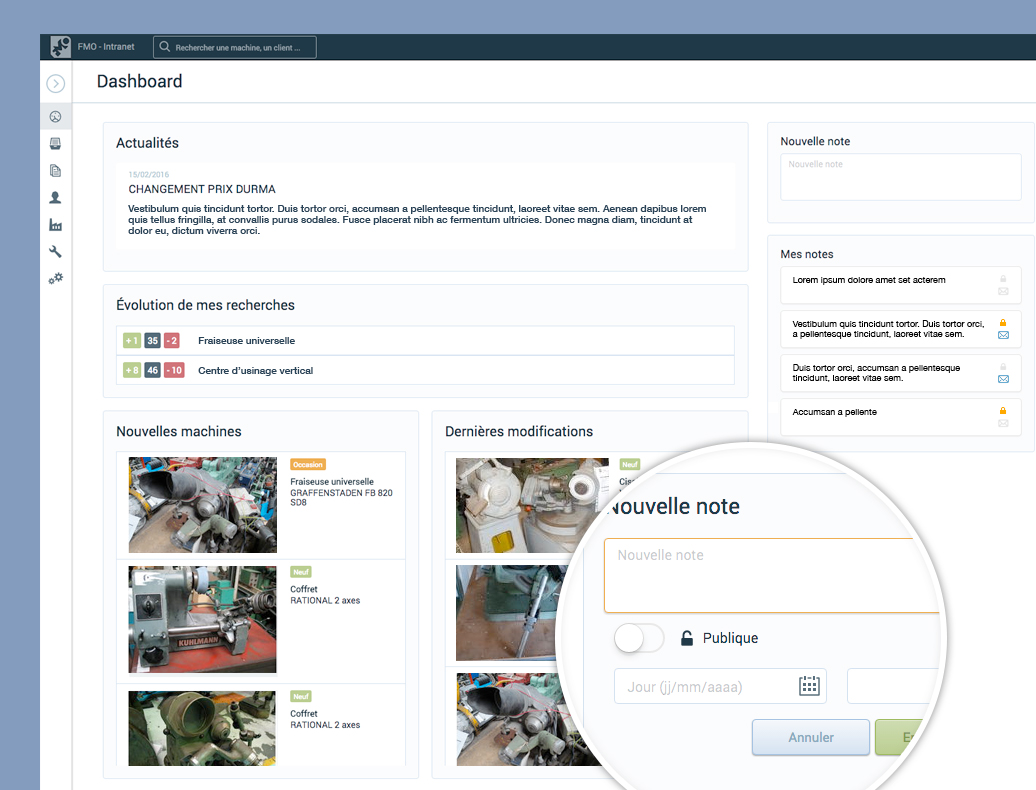 FMO - Intranet
Rechercher une machine, un client ...
Dashboard
Actualités
15/02/2016
CHANGEMENT PRIX DURMA
Vestibulum quis tincidunt tortor. Duis tortor orci, accumsan a pellentesque tincidunt, laoreet vitae sem. Aenean dapibus lorem
quis tellus fringilla, at convallis purus sodales. Fusce placerat nibh ac fermentum ultricies. Donec magna diam, tincidunt at
dolor eu, dictum viverra orci.
Évolution de mes recherches
+ 1 35 - 2 Fraiseuse universelle
+ 8 46 - 10 Centre d'usinage vertical
Nouvelles machines
Occasion
Fraiseuse universelle
GRAFFENSTADEN FB 820
SD8
Neuf
Coffret
RATIONAL 2 axes
KUHLMANN
Neuf
Coffret
RATIONAL 2 axes
Dernières modifications
Neuf
Nouvelle note
Nouvelle note
Mes notes
Lorem ipsum dolore amet set acterem
Vestibulum quis tincidunt tortor. Duis tortor orci,
a pellentesque tincidunt, laoreet vitae sem.
Duis tortor orci, accumsan a pellentesque
tincidunt, laoreet vitae sem.
Accumsan a pellente
Nouvelle note
Nouvelle note
Publique
Jour (jj/mm/aaaa)
Annuler